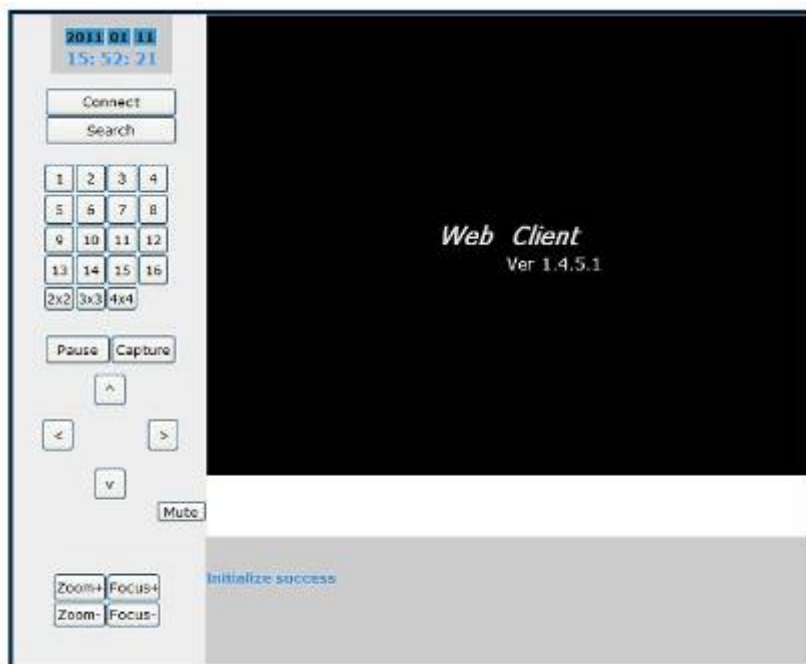 2011 01 11
15: 52: 21
Connect
Search
1 2 3 4
5 6 7 8
9 10 11 12
13 14 15 16
2x2 3x3 4x4
Pause Capture
^
< >
v
Mute
Zoom+ Focus+
Zoom- Focus-
Web Client
Ver 1.4.5.1
Initialize success